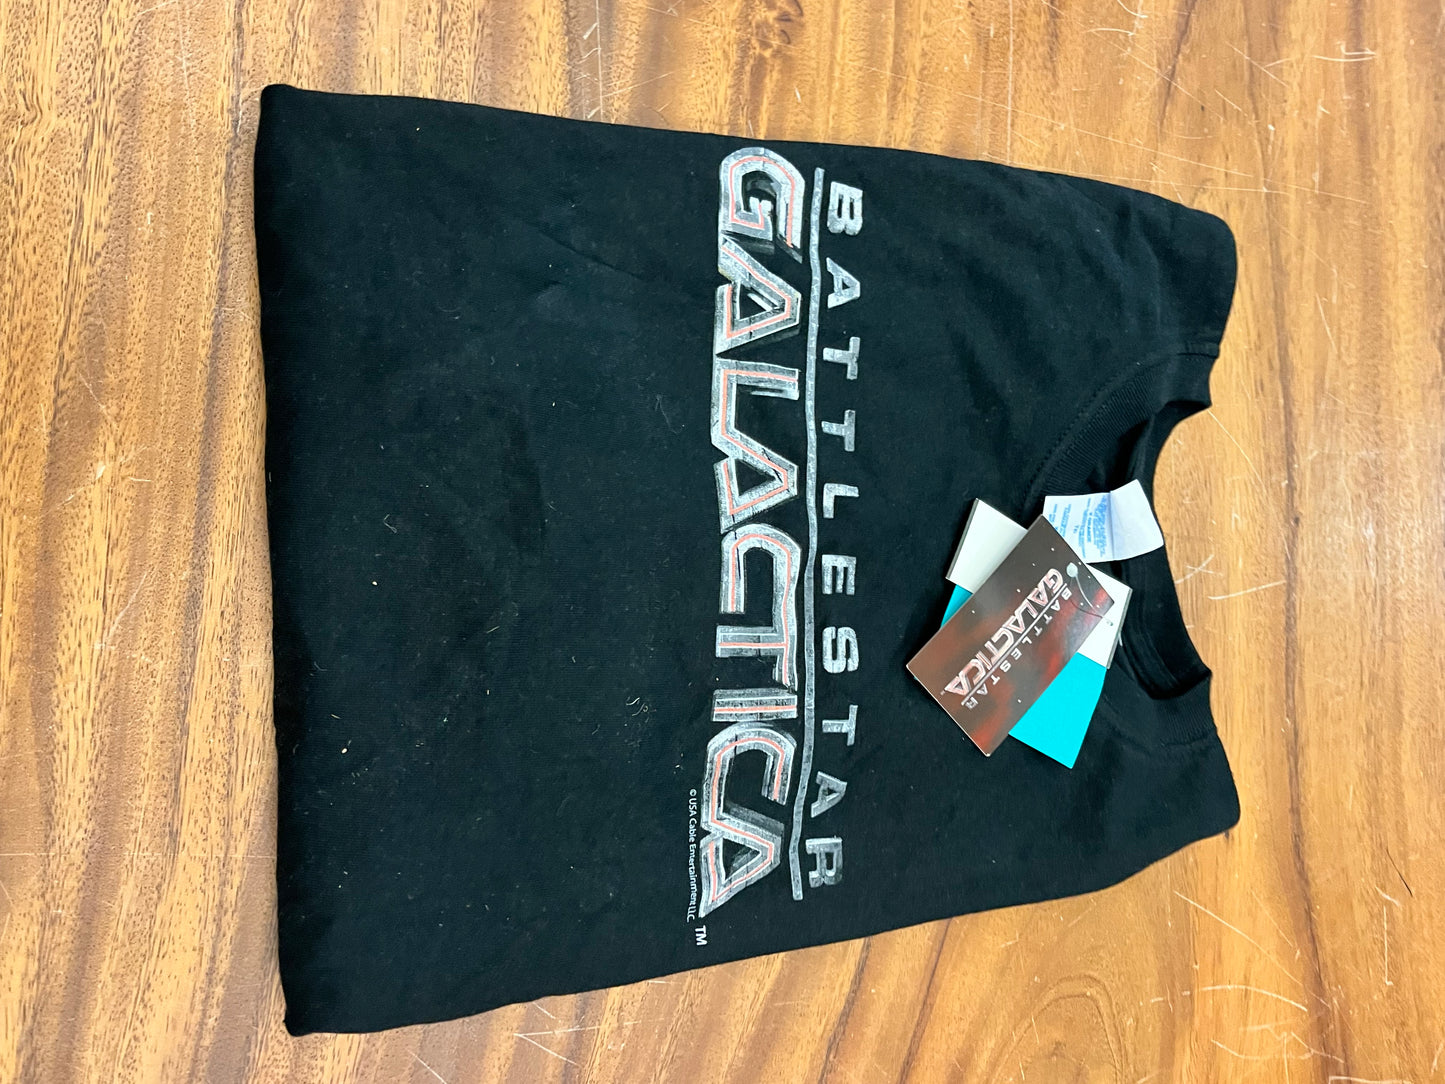 BATTLESTAR
GALACTICA
TM
© USA Cable Entertainment LLC.
BATTLESTAR
GALACTICA